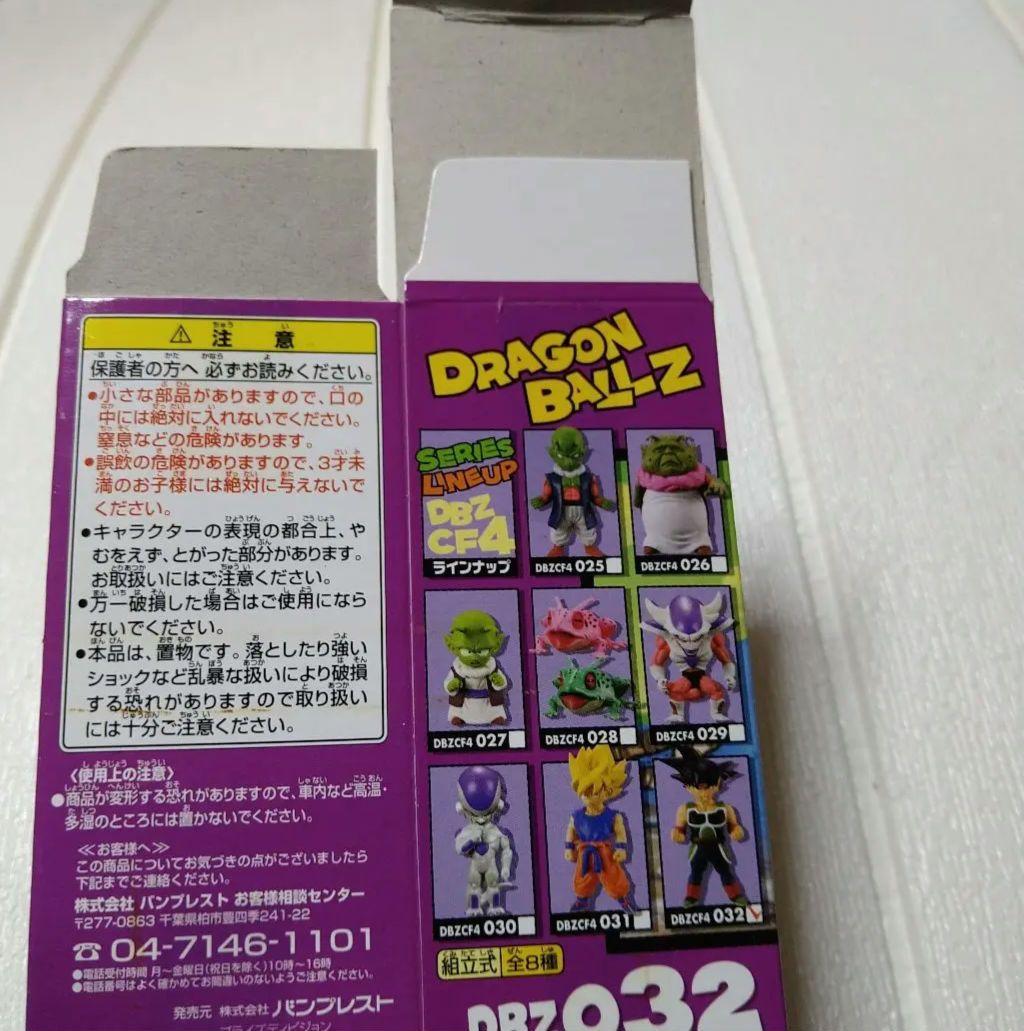 ⚠ 注意
保護者の方へ 必ずお読みください。
●小さな部品がありますので、口の
中には絶対に入れないでください。
窒息などの危険があります。
●誤飲の危険がありますので、3才未
満のお子様には絶対に与えないで
ください。
●キャラクターの表現の都合上、や
むをえず、とがった部分があります。
お取扱いにはご注意ください。
●万一破損した場合はご使用になら
ないでください。
●本品は、置物です。落としたり強い
ショックなど乱暴な扱いにより破損
する恐れがありますので取り扱い
には十分ご注意ください。
〈使用上の注意〉
●商品が変形する恐れがありますので、車内など高温・
多湿のところには置かないでください。
≪お客様へ≫
この商品についてお気づきの点がございましたら
下記までご連絡ください。
株式会社 バンプレスト お客様相談センター
〒277-0863 千葉県柏市豊四季241-22
☎04-7146-1101
●電話受付時間 月〜金曜日(祝日を除く)10時〜16時
●電話番号はよく確かめてお間違いのないようご注意ください。
発売元 株式会社 バンプレスト
プライズディビジョン
DRAGON
BALL Z
SERIES
LINEUP
DBZ
CF4
ラインナップ
DBZCF4 025
DBZCF4 026
DBZCF4 027
DBZCF4 028
DBZCF4 029
DBZCF4 030
DBZCF4 031
DBZCF4 032
組立式 全8種
DBZ 032